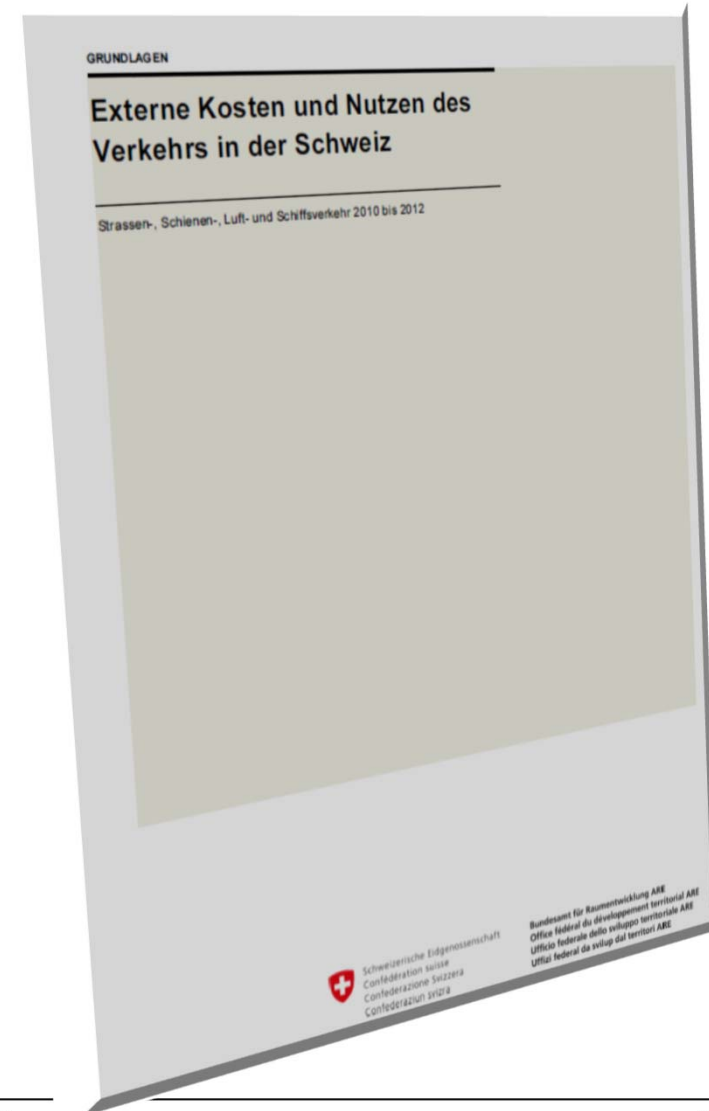 GRUNDLAGEN
Externe Kosten und Nutzen des
Verkehrs in der Schweiz
Strassen-, Schienen-, Luft- und Schiffsverkehr 2010 bis 2012
Schweizerische Eidgenossenschaft
Confédération suisse
Confederazione Svizzera
Confederaziun svizra
Bundesamt für Raumentwicklung ARE
Office fédéral du développement territorial ARE
Ufficio federale dello sviluppo territoriale ARE
Uffizi federal da svilup dal territori ARE